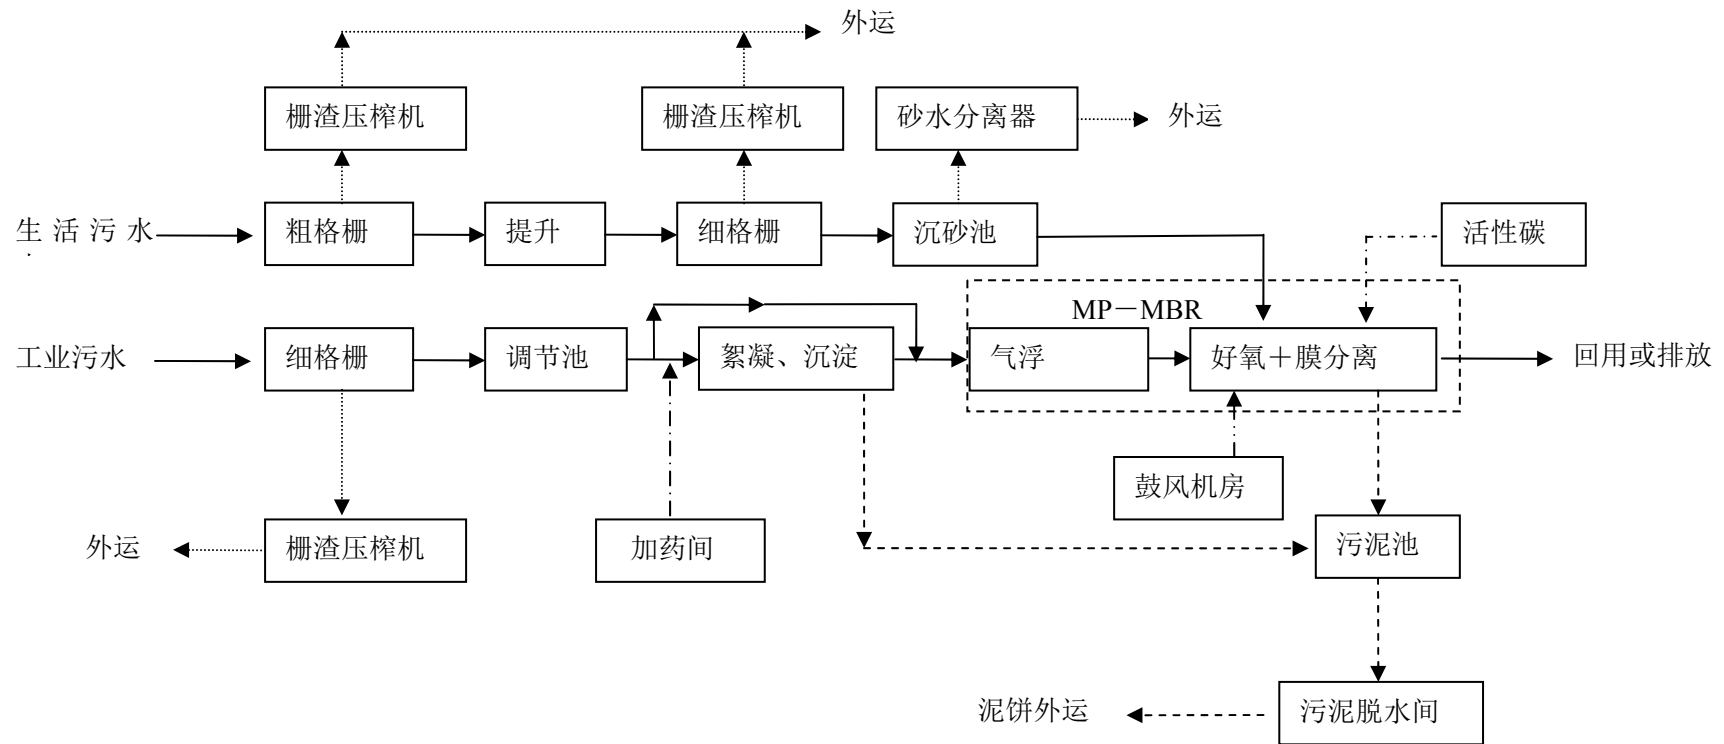 外运
栅渣压榨机
栅渣压榨机
砂水分离器
外运
生活污水
粗格栅
提升
细格栅
沉砂池
活性碳
MP－MBR
工业污水
细格栅
调节池
絮凝、沉淀
气浮
好氧＋膜分离
回用或排放
鼓风机房
外运
栅渣压榨机
加药间
污泥池
泥饼外运
污泥脱水间